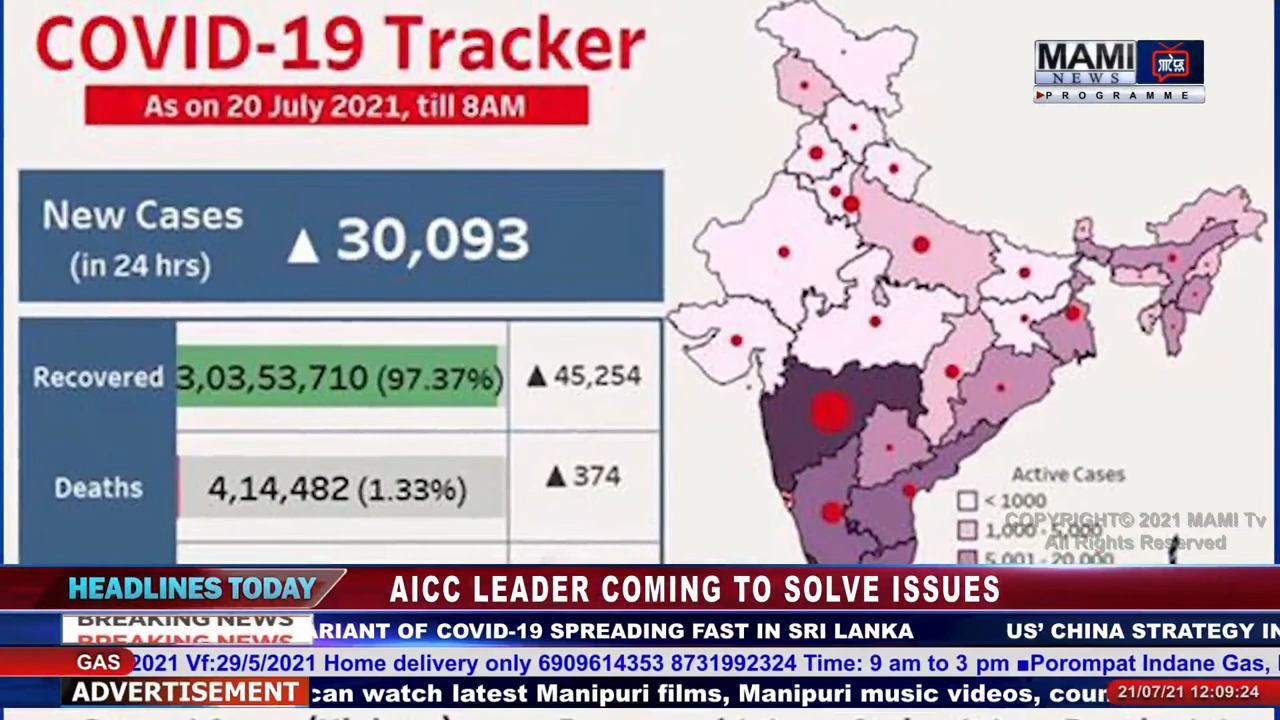 COVID-19 Tracker
As on 20 July 2021, till 8AM
MAMI
NEWS
PROGRAMME
New Cases
(in 24 hrs)
▲ 30,093
Recovered 3,03,53,710 (97.37%) ▲ 45,254
Deaths 4,14,482 (1.33%) ▲ 374
Active Cases
< 1000
1,000 - 5,000
5,001 - 20,000
COPYRIGHT© 2021 MAMI Tv
All Rights Reserved
HEADLINES TODAY AICC LEADER COMING TO SOLVE ISSUES
BREAKING NEWS
BREAKING NEWS ARIANT OF COVID-19 SPREADING FAST IN SRI LANKA US' CHINA STRATEGY IN
GAS 2021 Vf:29/5/2021 Home delivery only 6909614353 8731992324 Time: 9 am to 3 pm ■Porompat Indane Gas,
ADVERTISEMENT can watch latest Manipuri films, Manipuri music videos, cour 21/07/21 12:09:24